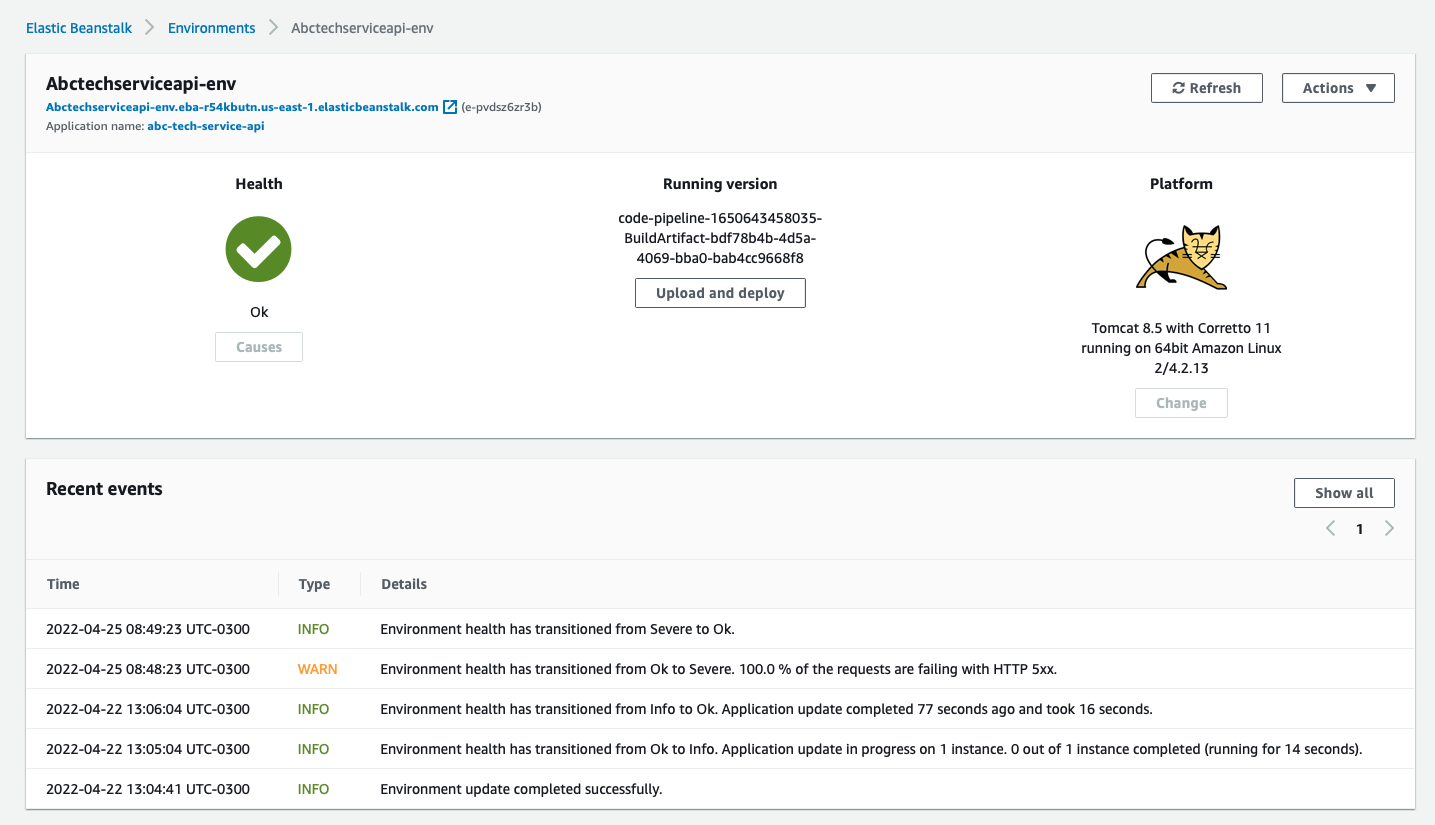 Elastic Beanstalk > Environments > Abctechserviceapi-env
Abctechserviceapi-env
Refresh
Actions ▼
Abctechserviceapi-env.eba-r54kbutn.us-east-1.elasticbeanstalk.com (e-pvdsz6zr3b)
Application name: abc-tech-service-api
Health
Ok
Causes
Running version
code-pipeline-1650643458035-
BuildArtifact-bdf78b4b-4d5a-
4069-bba0-bab4cc9668f8
Upload and deploy
Platform
Tomcat 8.5 with Corretto 11
running on 64bit Amazon Linux
2/4.2.13
Change
Recent events
Show all
< 1 >
Time Type Details
2022-04-25 08:49:23 UTC-0300 INFO Environment health has transitioned from Severe to Ok.
2022-04-25 08:48:23 UTC-0300 WARN Environment health has transitioned from Ok to Severe. 100.0 % of the requests are failing with HTTP 5xx.
2022-04-22 13:06:04 UTC-0300 INFO Environment health has transitioned from Info to Ok. Application update completed 77 seconds ago and took 16 seconds.
2022-04-22 13:05:04 UTC-0300 INFO Environment health has transitioned from Ok to Info. Application update in progress on 1 instance. 0 out of 1 instance completed (running for 14 seconds).
2022-04-22 13:04:41 UTC-0300 INFO Environment update completed successfully.